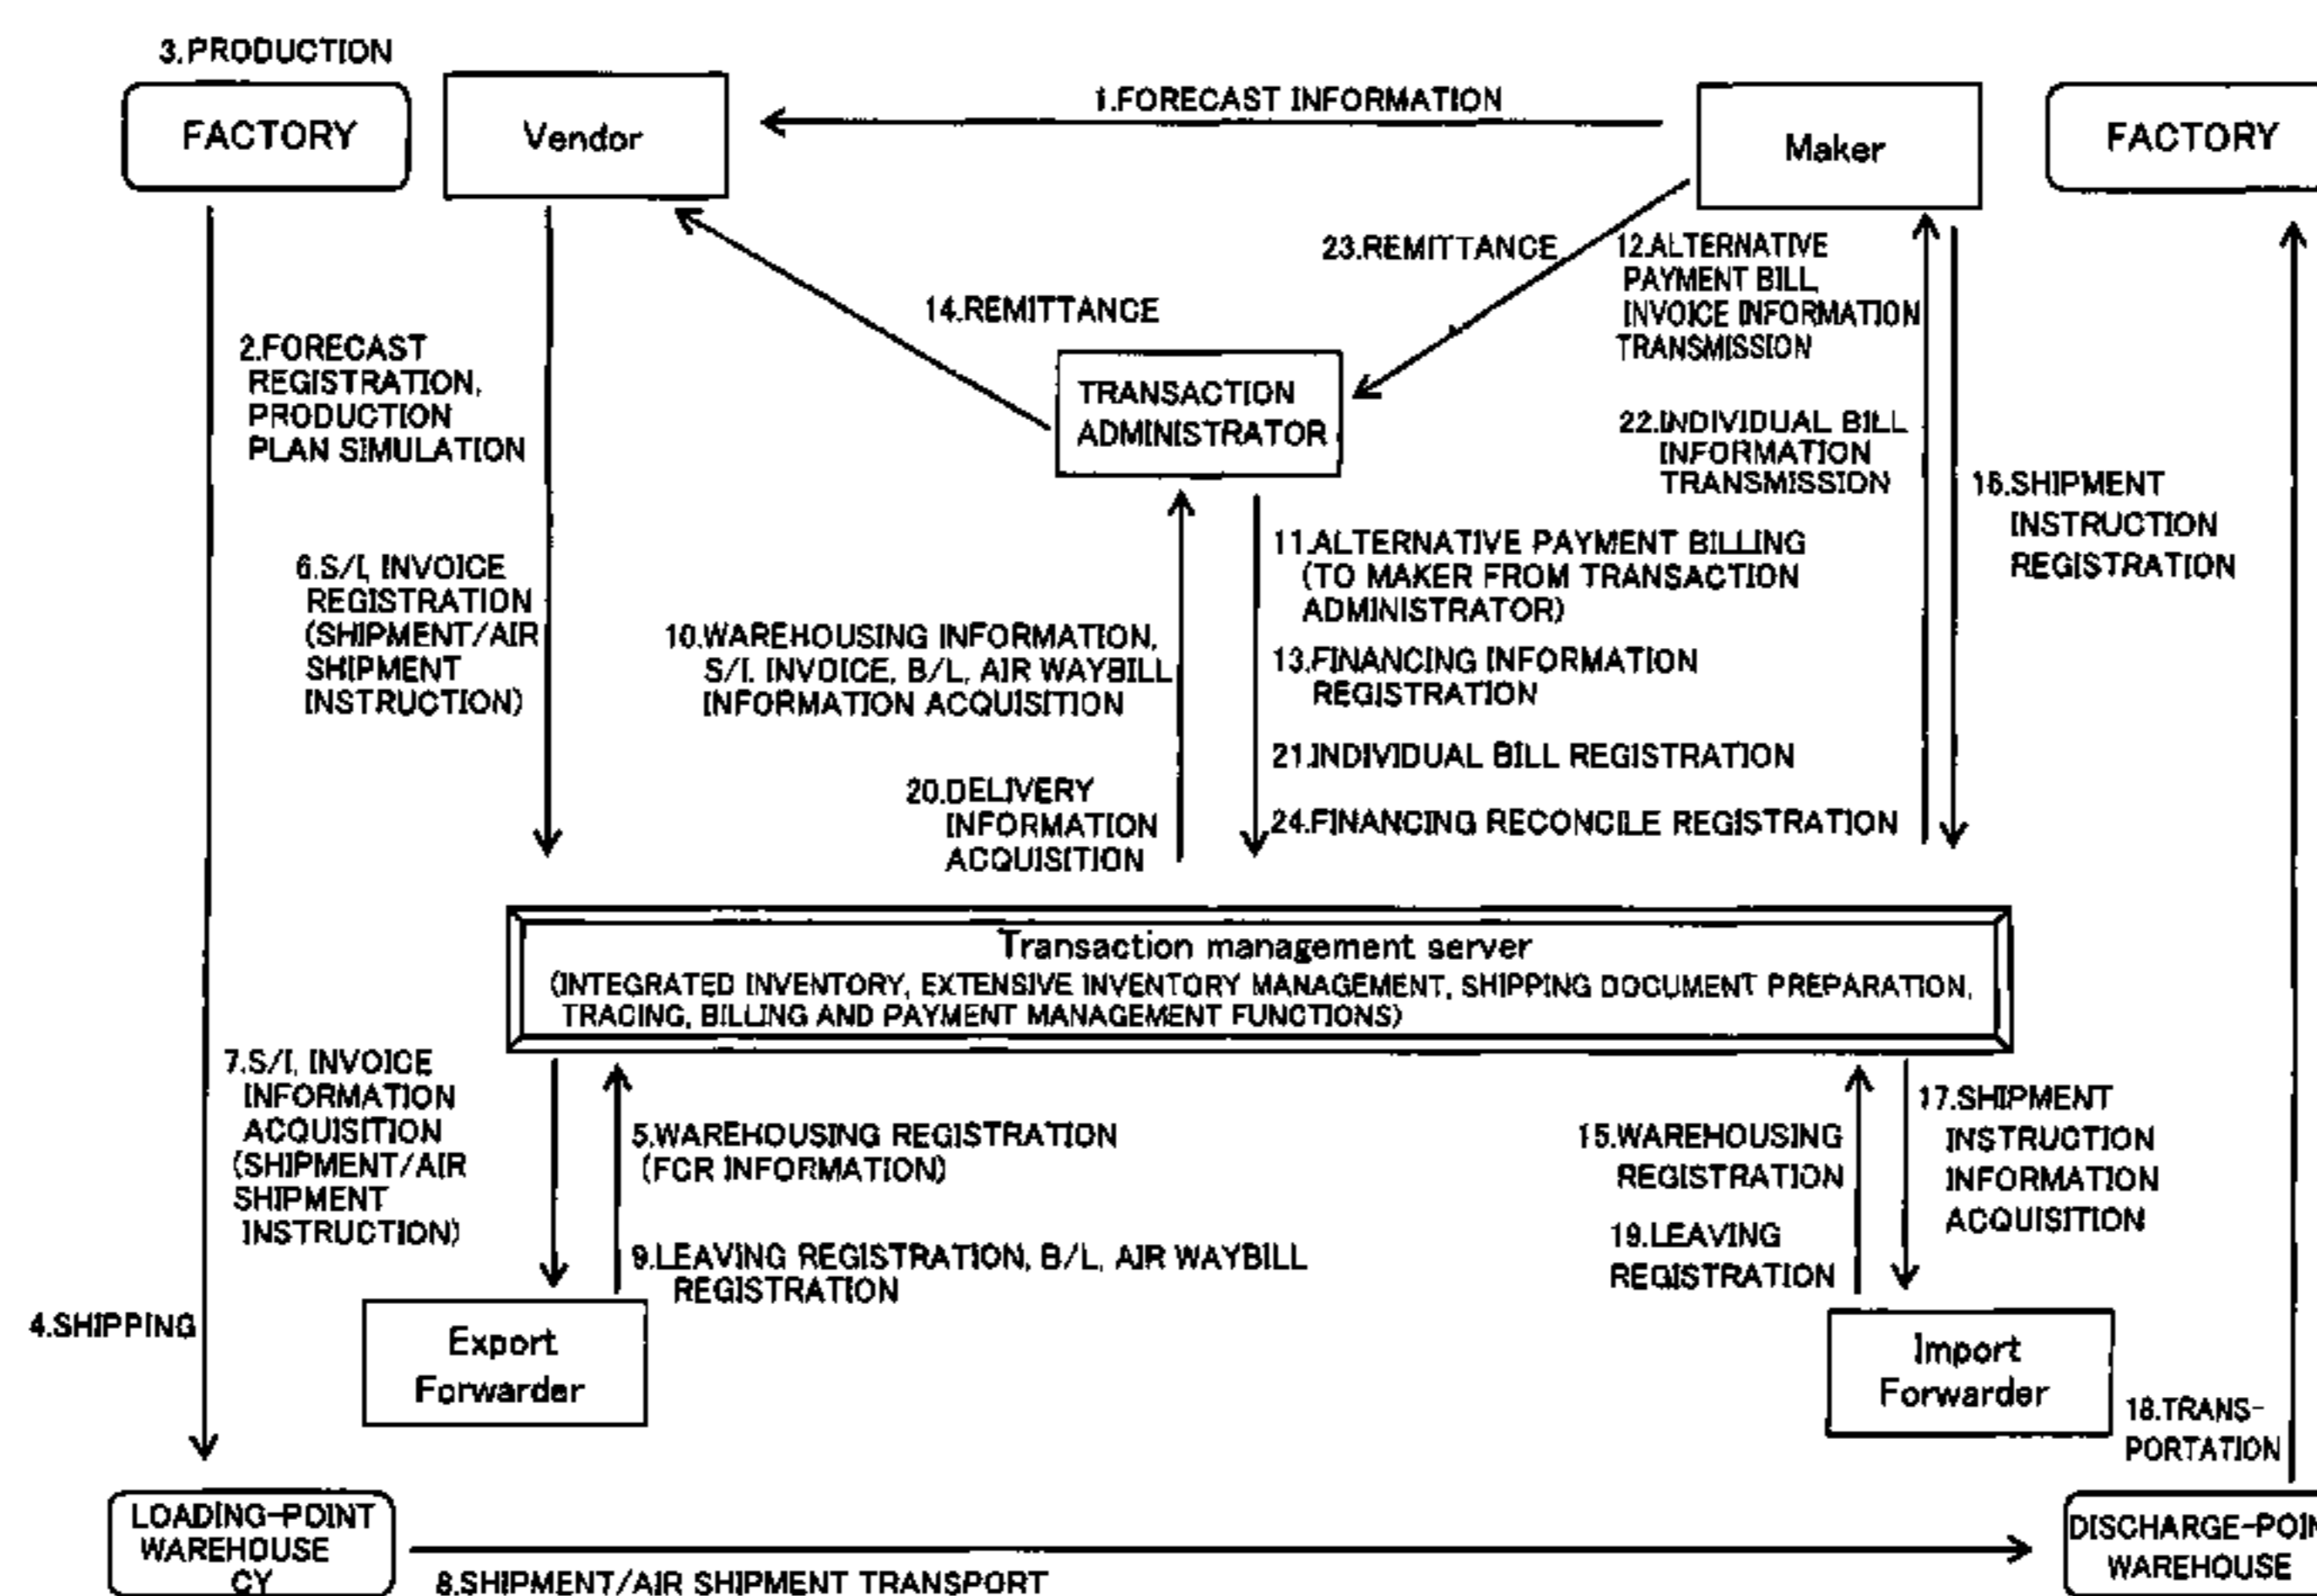 3.PRODUCTION
FACTORY
Vendor
1.FORECAST INFORMATION
Maker
FACTORY
23.REMITTANCE
14.REMITTANCE
12.ALTERNATIVE
PAYMENT BILL,
INVOICE INFORMATION
TRANSMISSION
2.FORECAST
REGISTRATION,
PRODUCTION
PLAN SIMULATION
TRANSACTION
ADMINISTRATOR
22.INDIVIDUAL BILL
INFORMATION
TRANSMISSION
16.SHIPMENT
INSTRUCTION
REGISTRATION
6.S/I, INVOICE
REGISTRATION
(SHIPMENT/AIR
SHIPMENT
INSTRUCTION)
10.WAREHOUSING INFORMATION,
S/I, INVOICE, B/L, AIR WAYBILL
INFORMATION ACQUISITION
11.ALTERNATIVE PAYMENT BILLING
(TO MAKER FROM TRANSACTION
ADMINISTRATOR)
13.FINANCING INFORMATION
REGISTRATION
21.INDIVIDUAL BILL REGISTRATION
20.DELIVERY
INFORMATION
ACQUISITION
24.FINANCING RECONCILE REGISTRATION
Transaction management server
(INTEGRATED INVENTORY, EXTENSIVE INVENTORY MANAGEMENT, SHIPPING DOCUMENT PREPARATION,
TRACING, BILLING AND PAYMENT MANAGEMENT FUNCTIONS)
7.S/I, INVOICE
INFORMATION
ACQUISITION
(SHIPMENT/AIR
SHIPMENT
INSTRUCTION)
5.WAREHOUSING REGISTRATION
(FCR INFORMATION)
9.LEAVING REGISTRATION, B/L, AIR WAYBILL
REGISTRATION
15.WAREHOUSING
REGISTRATION
19.LEAVING
REGISTRATION
17.SHIPMENT
INSTRUCTION
INFORMATION
ACQUISITION
4.SHIPPING
Export
Forwarder
Import
Forwarder
18.TRANS-
PORTATION
LOADING-POINT
WAREHOUSE
CY
8.SHIPMENT/AIR SHIPMENT TRANSPORT
DISCHARGE-POIN
WAREHOUSE